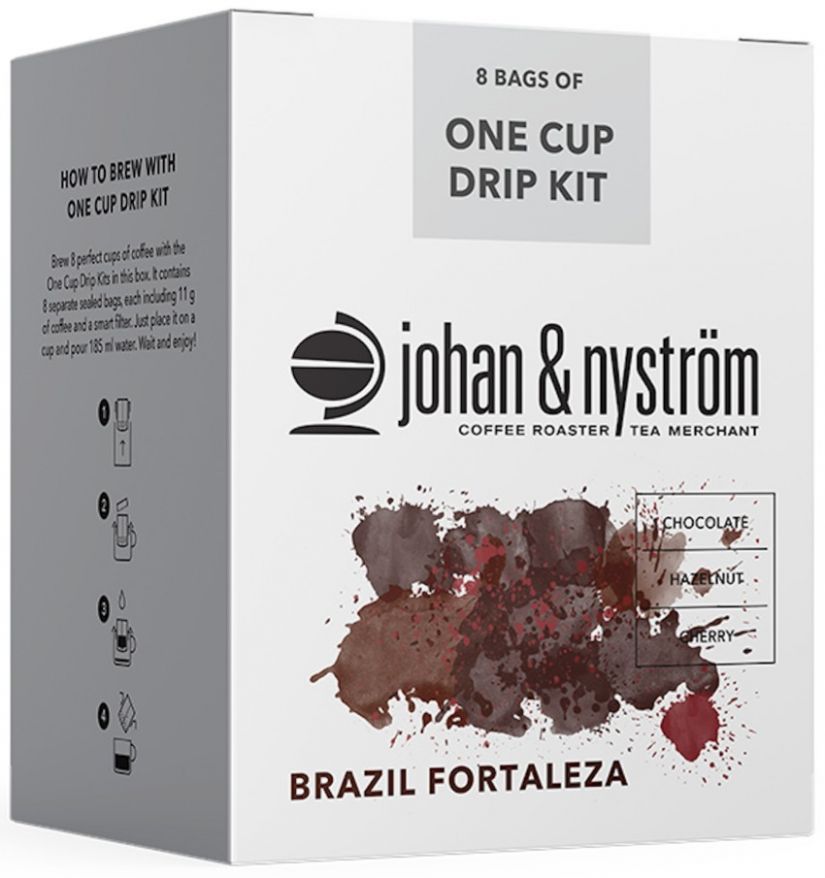 HOW TO BREW WITH
ONE CUP DRIP KIT
Brew 8 perfect cups of coffee with the
One Cup Drip Kits in this box. It contains
8 separate sealed bags, each including 11 g
of coffee and a smart filter. Just place it on a
cup and pour 185 ml water. Wait and enjoy!
1
2
3
4
8 BAGS OF
ONE CUP
DRIP KIT
johan & nyström
COFFEE ROASTER TEA MERCHANT
CHOCOLATE
HAZELNUT
CHERRY
BRAZIL FORTALEZA